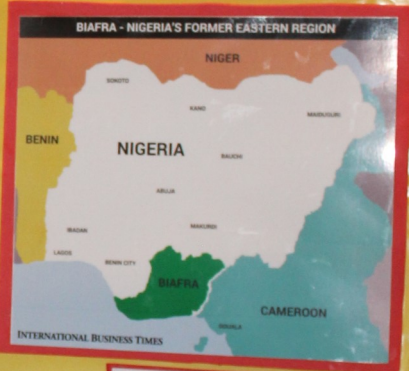 BIAFRA - NIGERIA'S FORMER EASTERN REGION
NIGER
SOKOTO
KANO
MAIDUGURI
BENIN
NIGERIA
BAUCHI
ABUJA
IBADAN
MAKURDI
LAGOS
BENIN CITY
BIAFRA
CAMEROON
DOUALA
INTERNATIONAL BUSINESS TIMES